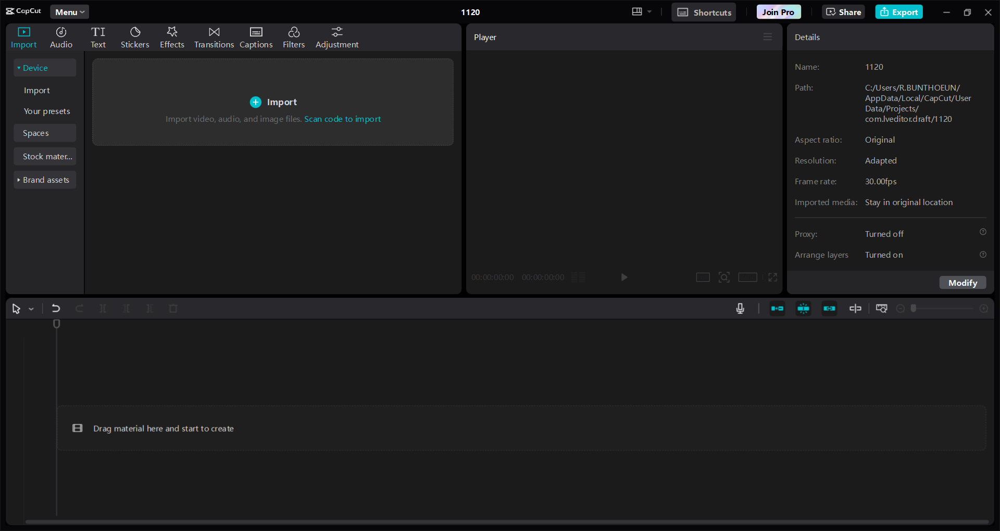 CapCut
Menu
1120
Shortcuts
Join Pro
Share
Export
Import
Audio
Text
Stickers
Effects
Transitions
Captions
Filters
Adjustment
Device
Import
Your presets
Spaces
Stock mater...
Brand assets
Import
Import video, audio, and image files. Scan code to import
Player
00:00:00:00 00:00:00:00
Details
Name: 1120
Path: C:/Users/R.BUNTHOEUN/
AppData/Local/CapCut/User
Data/Projects/
com.lveditor.draft/1120
Aspect ratio: Original
Resolution: Adapted
Frame rate: 30.00fps
Imported media: Stay in original location
Proxy: Turned off
Arrange layers Turned on
Modify
Drag material here and start to create